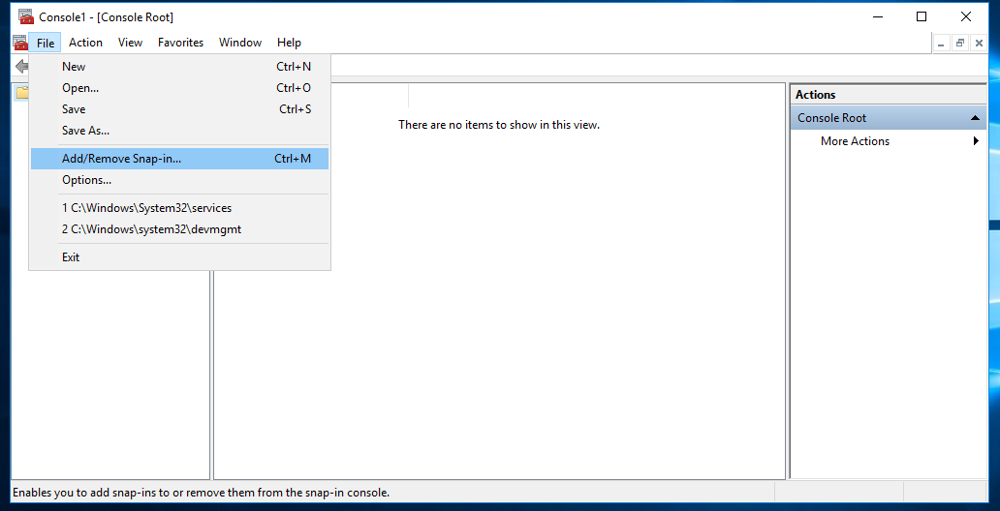 Console1 - [Console Root]
File Action View Favorites Window Help
New Ctrl+N
Open... Ctrl+O
Save Ctrl+S
Save As...
Add/Remove Snap-in... Ctrl+M
Options...
1 C:\Windows\System32\services
2 C:\Windows\system32\devmgmt
Exit
There are no items to show in this view.
Actions
Console Root
More Actions
Enables you to add snap-ins to or remove them from the snap-in console.